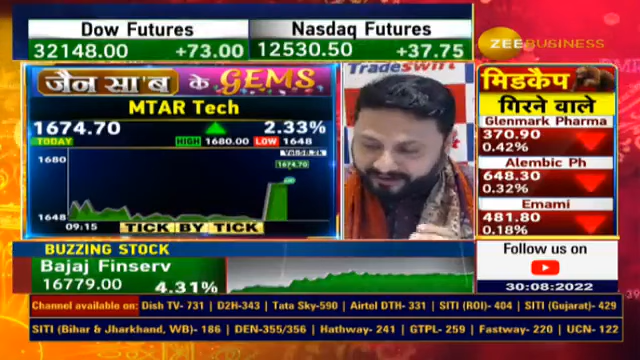 Dow Futures
32148.00 +73.00
Nasdaq Futures
12530.50 +37.75
ZEE BUSINESS
जैन सा'ब के GEMS
MTAR Tech
1674.70 2.33%
TODAY HIGH 1680.00 LOW 1648
Vol:58.2k
1674.70
1680
1648
09:15 TICK BY TICK
Tradeswift
मिडकैप
गिरने वाले
Glenmark Pharma
370.90
0.42%
Alembic Ph
648.30
0.32%
Emami
481.80
0.18%
BUZZING STOCK
Bajaj Finserv
16779.00 4.31%
Follow us on
30:08:2022
Channel available on: Dish TV- 731 | D2H-343 | Tata Sky-590 | Airtel DTH- 331 | SITI (ROI)- 404 | SITI (Gujarat)- 429
SITI (Bihar & Jharkhand, WB)- 186 | DEN-355/356 | Hathway- 241 | GTPL- 259 | Fastway- 220 | UCN- 122